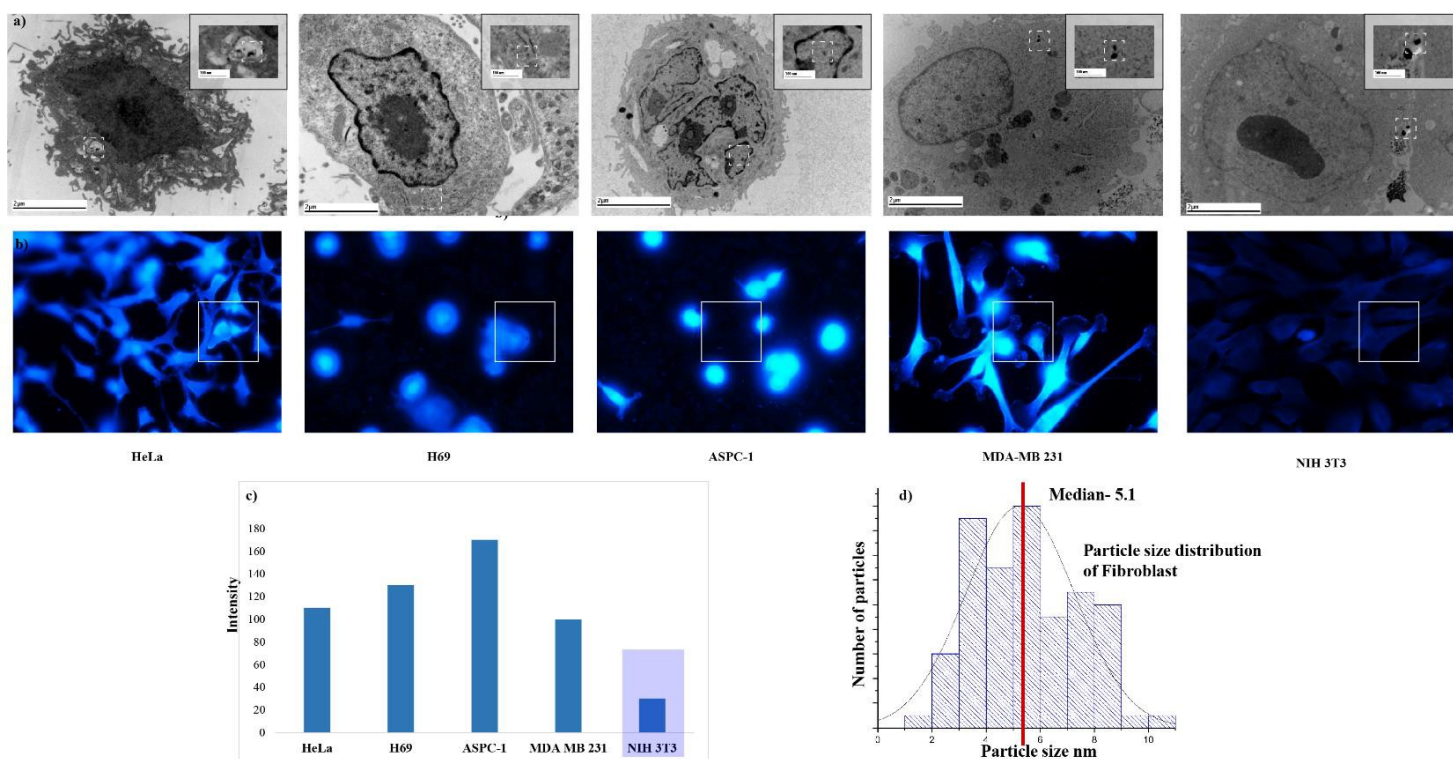 a)
2μm
2μm
2μm
2μm
2μm
b)
HeLa
H69
ASPC-1
MDA-MB 231
NIH 3T3
c)
Intensity
180
160
140
120
100
80
60
40
20
0
HeLa
H69
ASPC-1
MDA MB 231
NIH 3T3
d)
Median- 5.1
Particle size distribution
of Fibroblast
Number of particles
0
2
4
6
8
10
Particle size nm